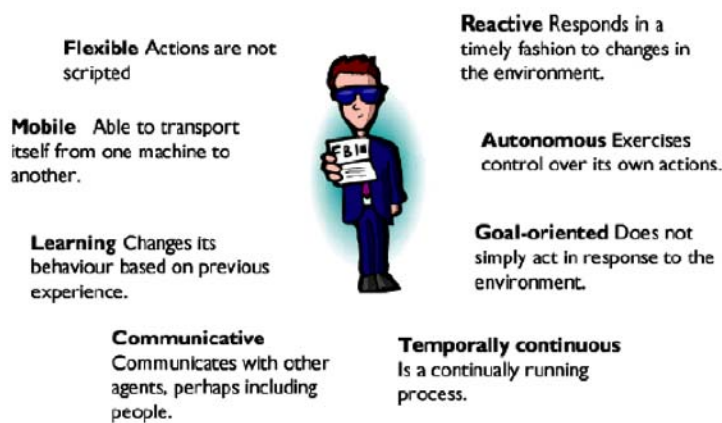 Flexible Actions are not
scripted
Mobile Able to transport
itself from one machine to
another.
Learning Changes its
behaviour based on previous
experience.
Communicative
Communicates with other
agents, perhaps including
people.
FBI
Reactive Responds in a
timely fashion to changes in
the environment.
Autonomous Exercises
control over its own actions.
Goal-oriented Does not
simply act in response to the
environment.
Temporally continuous
Is a continually running
process.